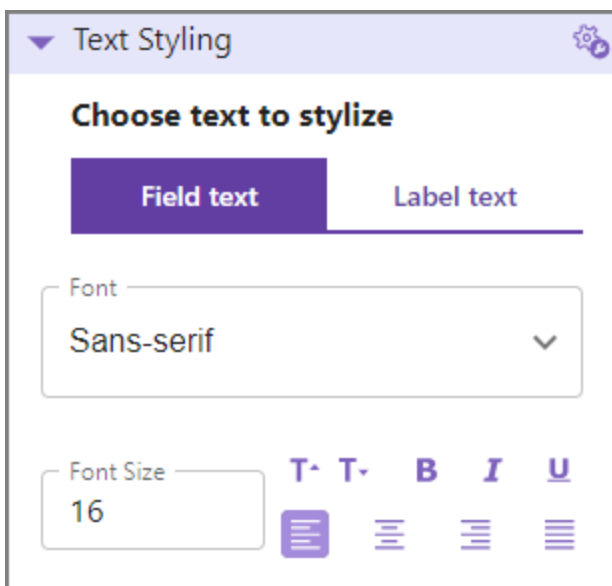 Text Styling
Choose text to stylize
Field text Label text
Font
Sans-serif
Font Size
16
T T B I U